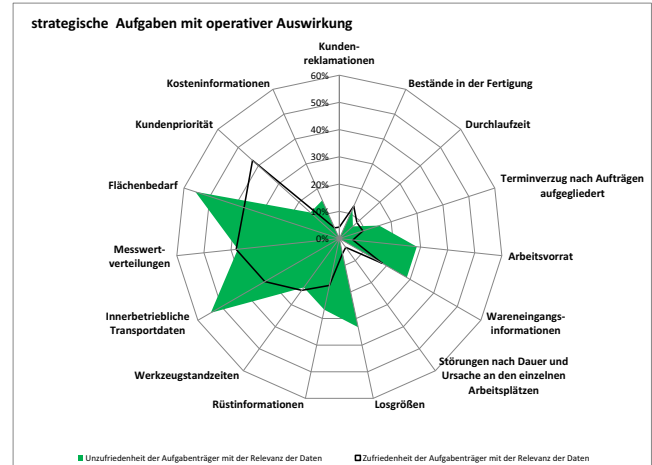 strategische  Aufgaben mit operativer Auswirkung
Kunden-
reklamationen
Bestände in der Fertigung
Durchlaufzeit
Terminverzug nach Aufträgen
aufgegliedert
Arbeitsvorrat
Wareneingangs-
informationen
Störungen nach Dauer und
Ursache an den einzelnen
Arbeitsplätzen
Losgrößen
Rüstinformationen
Werkzeugstandzeiten
Innerbetriebliche
Transportdaten
Messwert-
verteilungen
Flächenbedarf
Kundenpriorität
Kosteninformationen
60%
50%
40%
30%
20%
10%
0%
Unzufriedenheit der Aufgabenträger mit der Relevanz der Daten
Zufriedenheit der Aufgabenträger mit der Relevanz der Daten